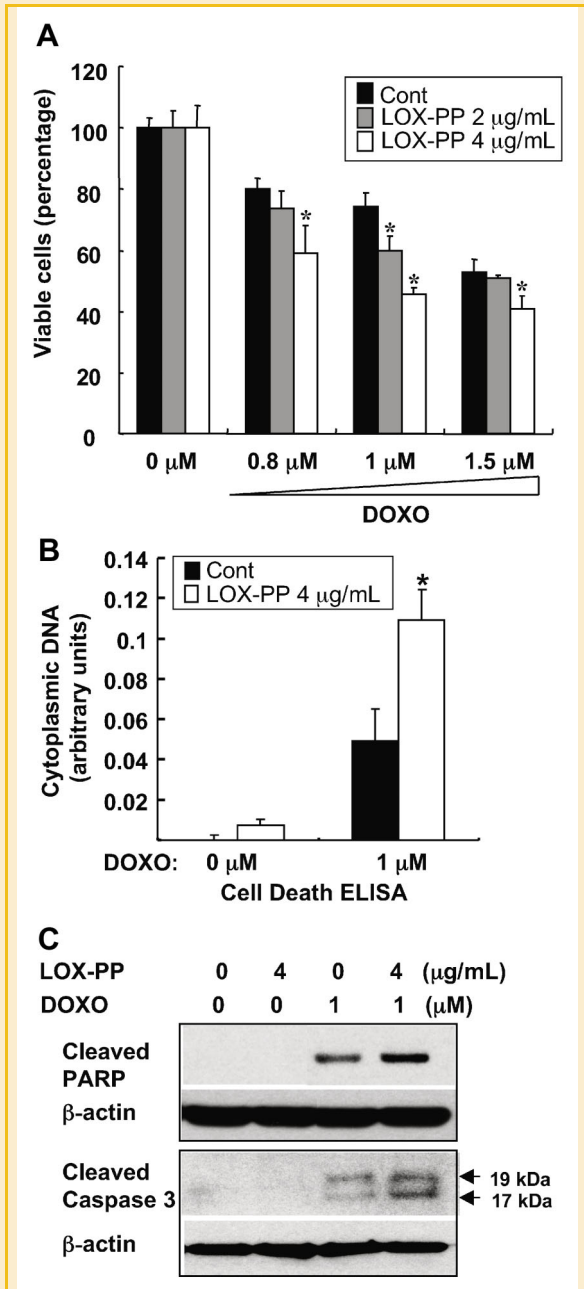 A
120
100
80
60
40
20
0
Viable cells (percentage)
Cont
LOX-PP 2 μg/mL
LOX-PP 4 μg/mL
*
*
*
*
0 μM 0.8 μM 1 μM 1.5 μM
DOXO
B
0.14
0.12
0.1
0.08
0.06
0.04
0.02
Cytoplasmic DNA
(arbitrary units)
Cont
LOX-PP 4 μg/mL
*
DOXO: 0 μM 1 μM
Cell Death ELISA
C
LOX-PP 0 4 0 4 (μg/mL)
DOXO 0 0 1 1 (μM)
Cleaved
PARP
β-actin
Cleaved
Caspase 3
19 kDa
17 kDa
β-actin